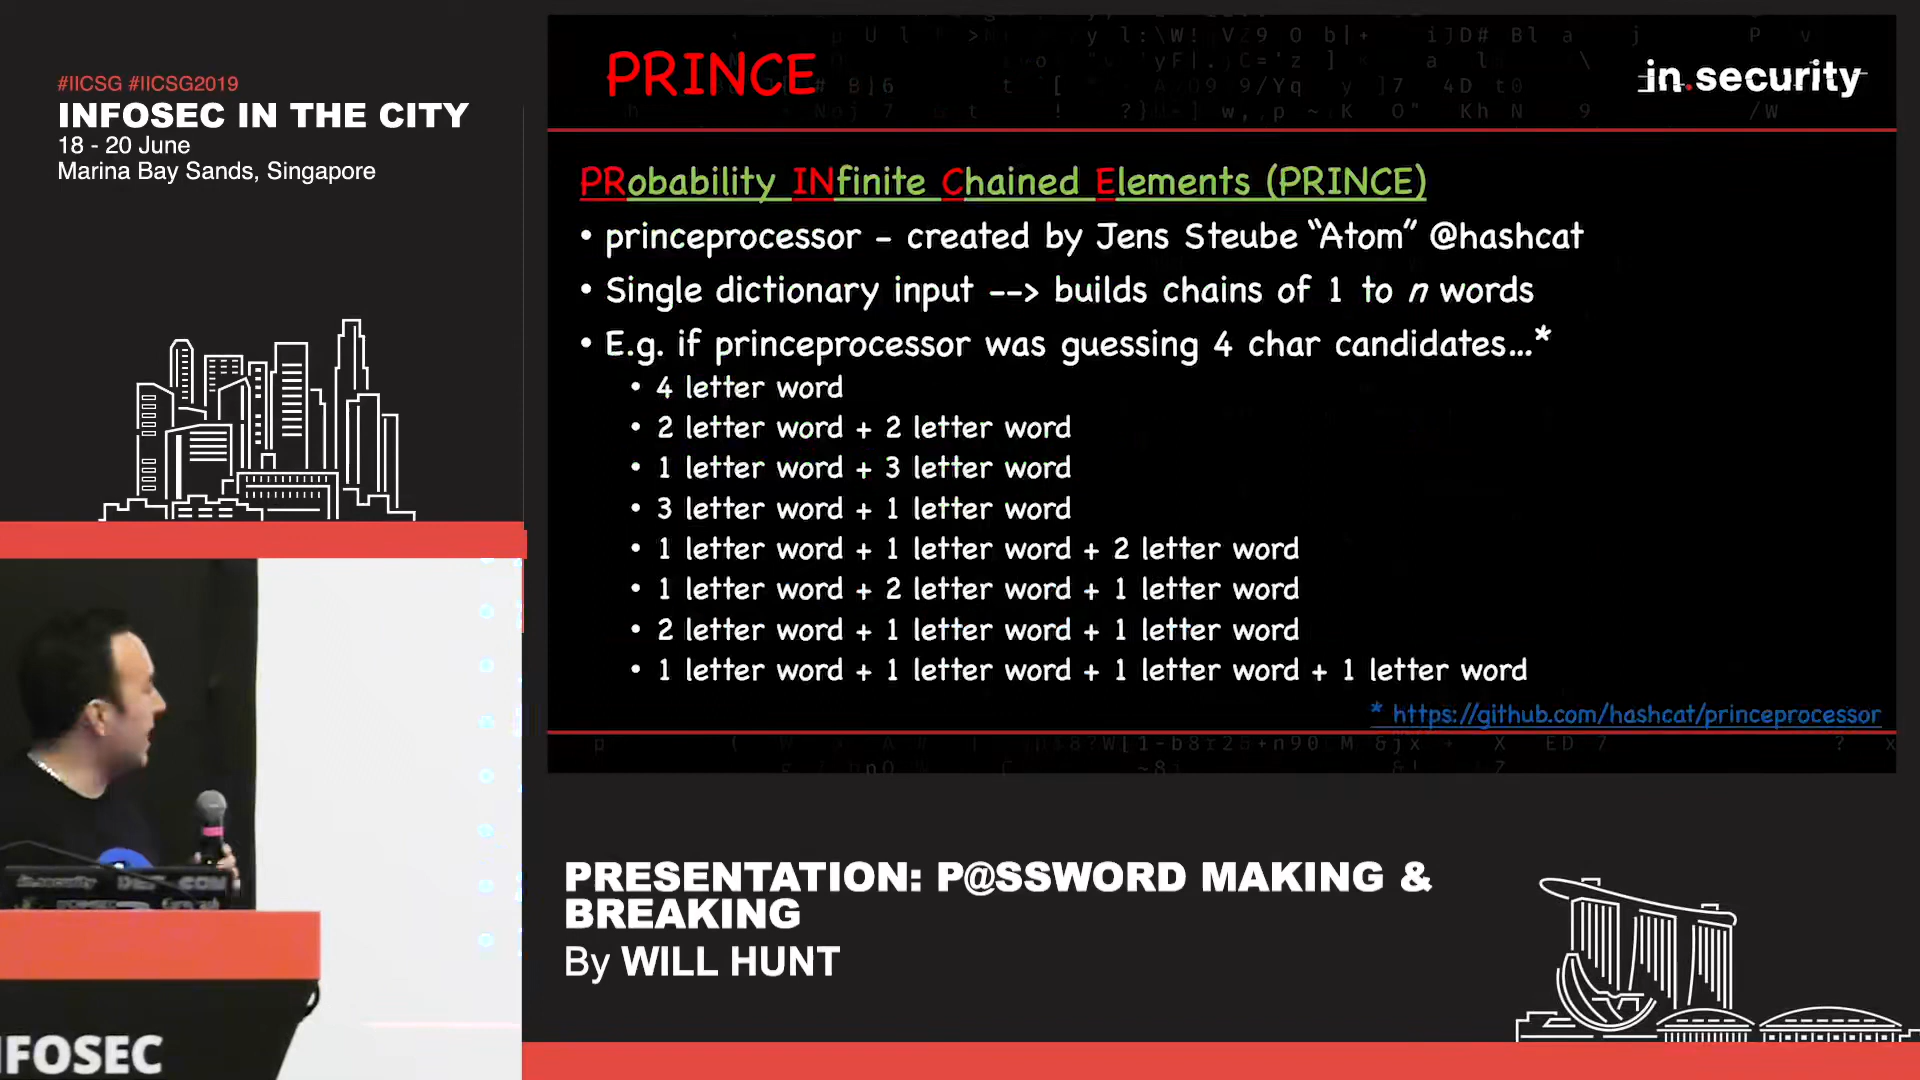 #IICSG #IICSG2019
INFOSEC IN THE CITY
18 - 20 June
Marina Bay Sands, Singapore
PRINCE
in.security
PRobability INfinite Chained Elements (PRINCE)
• princeprocessor – created by Jens Steube “Atom” @hashcat
• Single dictionary input --> builds chains of 1 to n words
• E.g. if princeprocessor was guessing 4 char candidates...*
• 4 letter word
• 2 letter word + 2 letter word
• 1 letter word + 3 letter word
• 3 letter word + 1 letter word
• 1 letter word + 1 letter word + 2 letter word
• 1 letter word + 2 letter word + 1 letter word
• 2 letter word + 1 letter word + 1 letter word
• 1 letter word + 1 letter word + 1 letter word + 1 letter word
* https://github.com/hashcat/princeprocessor
in.security
NFOSEC
PRESENTATION: P@SSWORD MAKING &
BREAKING
By WILL HUNT